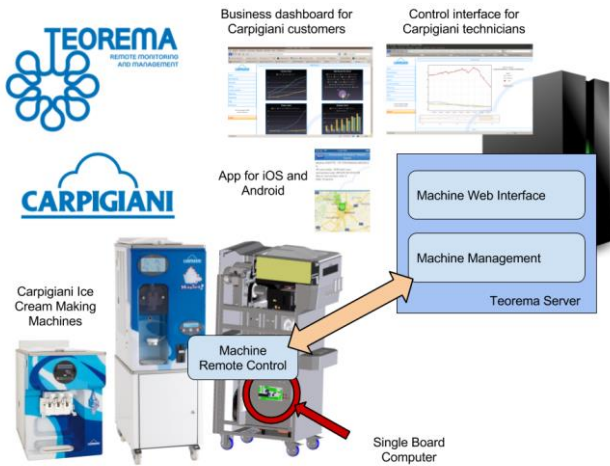 TEOREMA
REMOTE MONITORING
AND MANAGEMENT
Business dashboard for
Carpigiani customers
Control interface for
Carpigiani technicians
CARPIGIANI
App for iOS and
Android
Machine Web Interface
Machine Management
Teorema Server
Carpigiani Ice
Cream Making
Machines
Machine
Remote Control
Single Board
Computer